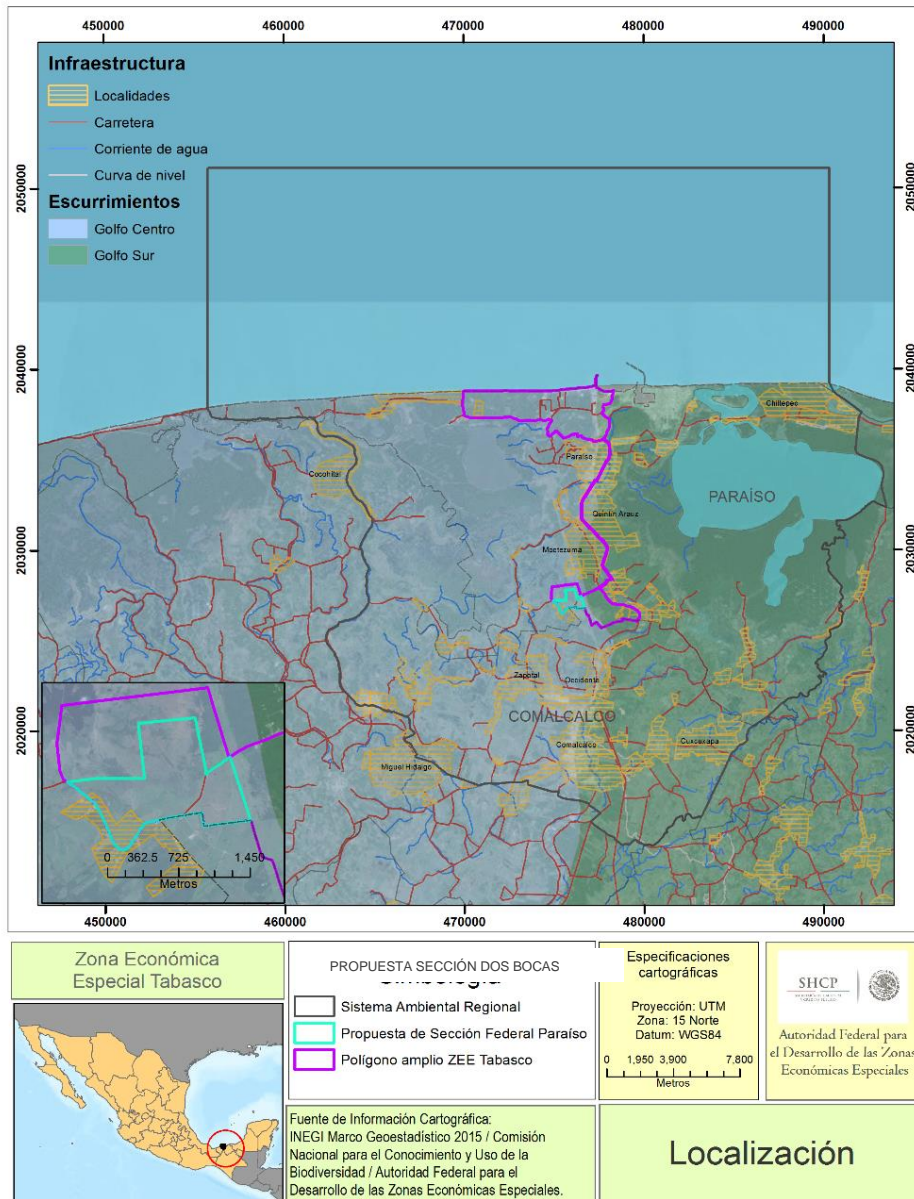 450000 460000 470000 480000 490000
Infraestructura
Localidades
Carretera
Corriente de agua
Curva de nivel
Escurrimientos
Golfo Centro
Golfo Sur
2050000 2050000
2040000 2040000
Chiltepec
Paraíso
Cocohital
PARAÍSO
Quintín Arauz
Moctezuma
2030000 2030000
Zapotal Occidente
COMALCALCO
2020000 2020000
Comalcalco Cuxcuxapa
Miguel Hidalgo
0 362.5 725 1,450
Metros
450000 460000 470000 480000 490000
Zona Económica
Especial Tabasco
PROPUESTA SECCIÓN DOS BOCAS
Sistema Ambiental Regional
Propuesta de Sección Federal Paraíso
Polígono amplio ZEE Tabasco
Especificaciones
cartográficas
Proyección: UTM
Zona: 15 Norte
Datum: WGS84
0 1,950 3,900 7,800
Metros
SHCP
Autoridad Federal para
el Desarrollo de las Zonas
Económicas Especiales
Fuente de Información Cartográfica:
INEGI Marco Geoestadístico 2015 / Comisión
Nacional para el Conocimiento y Uso de la
Biodiversidad / Autoridad Federal para el
Desarrollo de las Zonas Económicas Especiales.
Localización